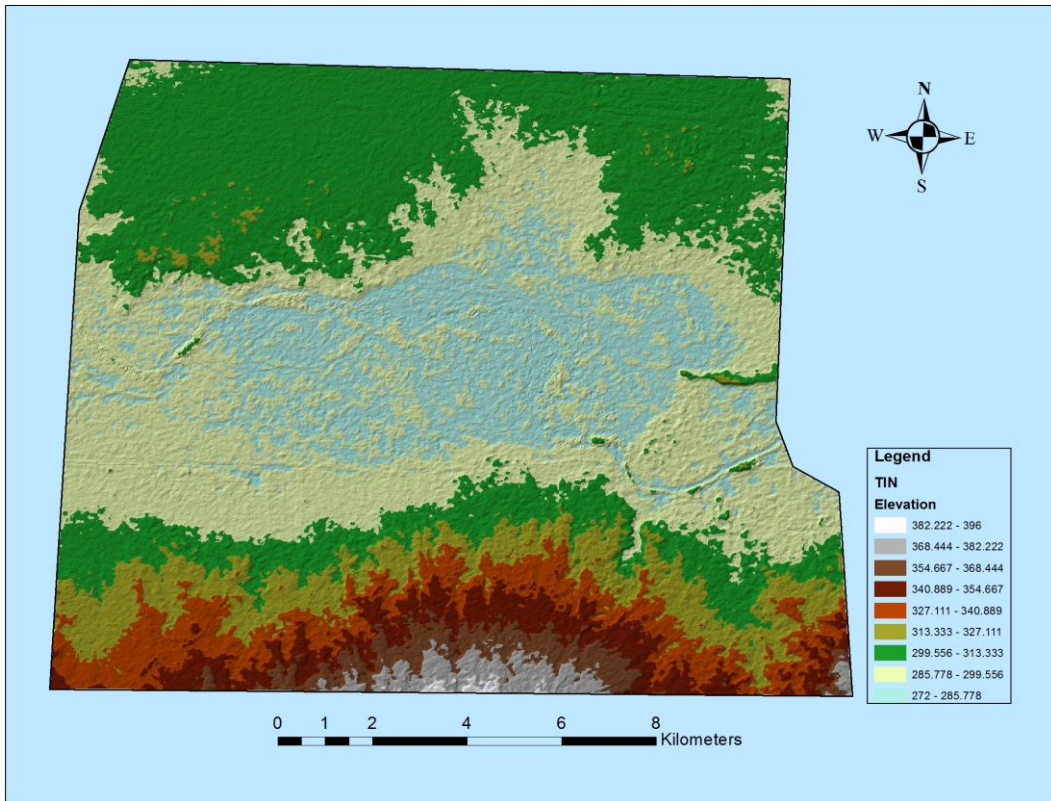 N
W E
S
Legend
TIN
Elevation
382.222 - 396
368.444 - 382.222
354.667 - 368.444
340.889 - 354.667
327.111 - 340.889
313.333 - 327.111
299.556 - 313.333
285.778 - 299.556
272 - 285.778
0 1 2 4 6 8
Kilometers